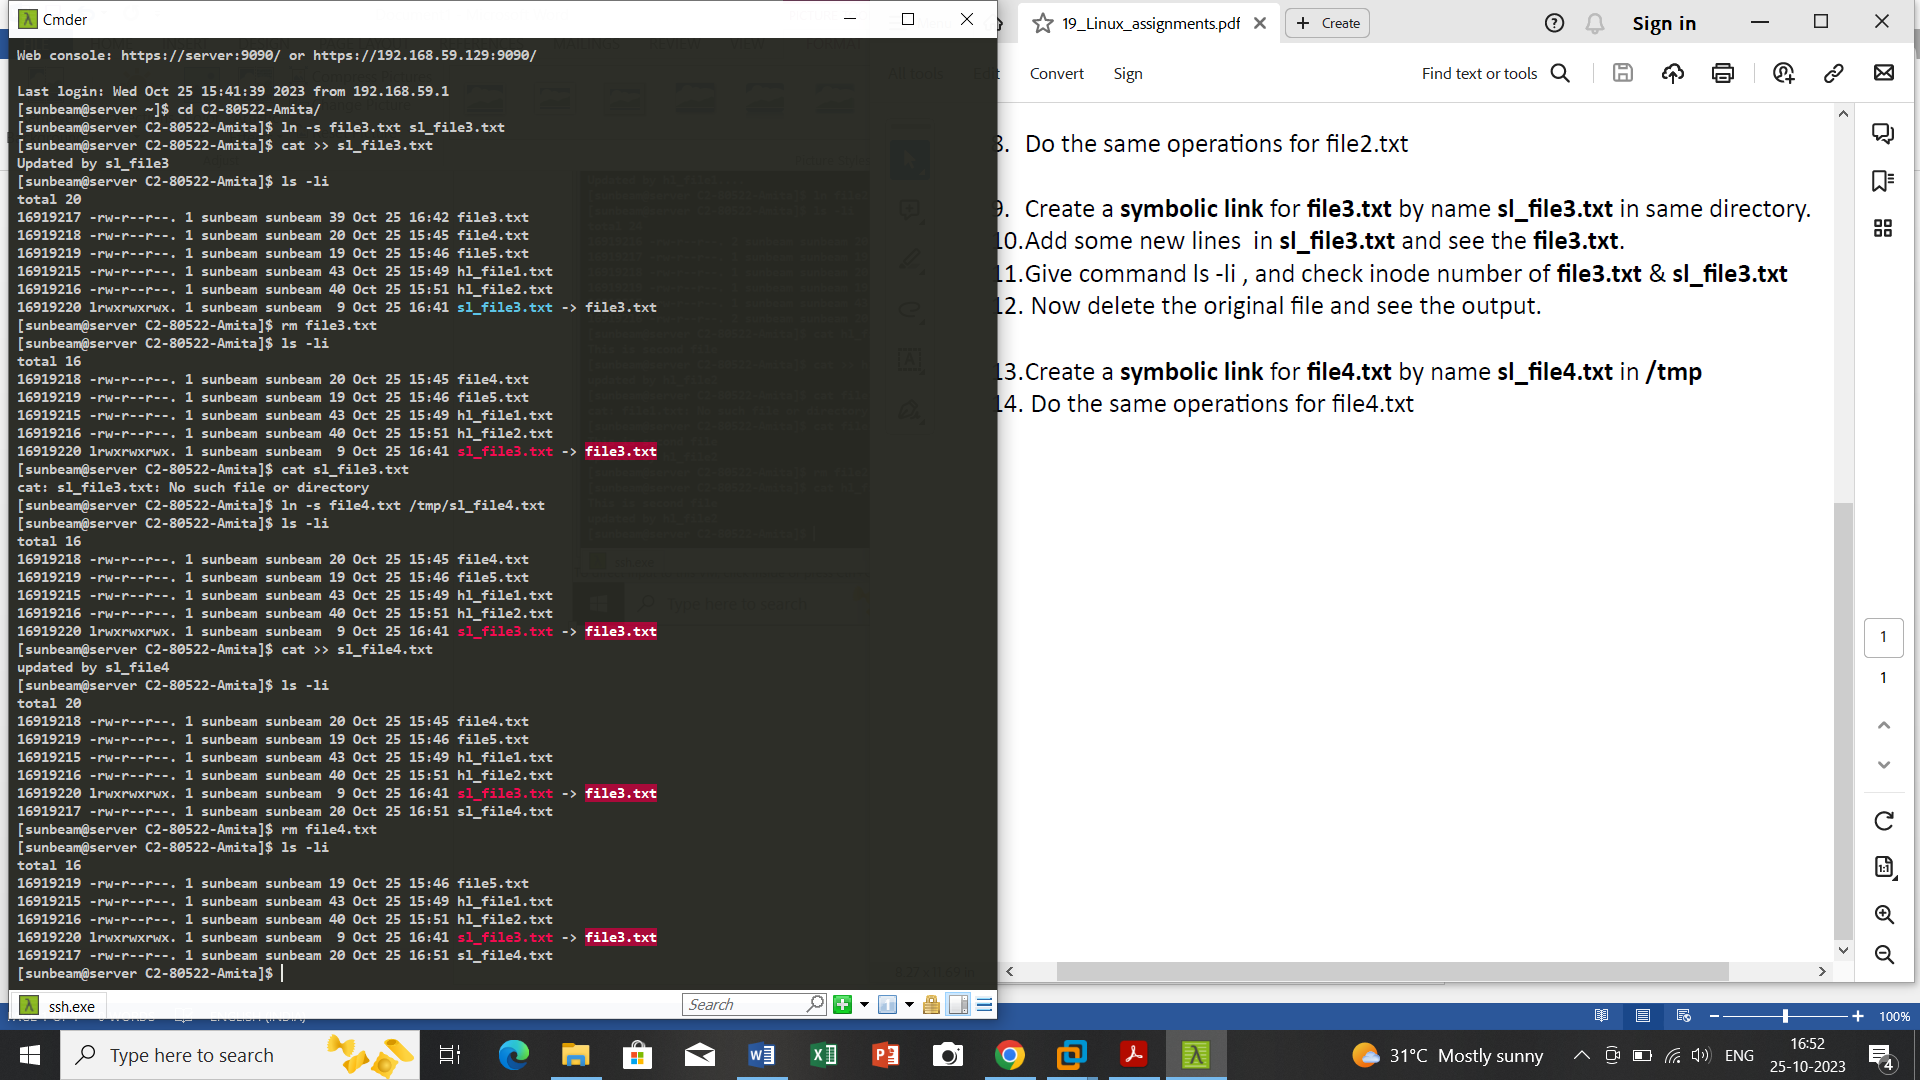 Cmder
Web console: https://server:9090/ or https://192.168.59.129:9090/
Last login: Wed Oct 25 15:41:39 2023 from 192.168.59.1
[sunbeam@server ~]$ cd C2-80522-Amita/
[sunbeam@server C2-80522-Amita]$ ln -s file3.txt sl_file3.txt
[sunbeam@server C2-80522-Amita]$ cat >> sl_file3.txt
Updated by sl_file3
[sunbeam@server C2-80522-Amita]$ ls -li
total 20
16919217 -rw-r--r--. 1 sunbeam sunbeam 39 Oct 25 16:42 file3.txt
16919218 -rw-r--r--. 1 sunbeam sunbeam 20 Oct 25 15:45 file4.txt
16919219 -rw-r--r--. 1 sunbeam sunbeam 19 Oct 25 15:46 file5.txt
16919215 -rw-r--r--. 1 sunbeam sunbeam 43 Oct 25 15:49 hl_file1.txt
16919216 -rw-r--r--. 1 sunbeam sunbeam 40 Oct 25 15:51 hl_file2.txt
16919220 lrwxrwxrwx. 1 sunbeam sunbeam  9 Oct 25 16:41 sl_file3.txt -> file3.txt
[sunbeam@server C2-80522-Amita]$ rm file3.txt
[sunbeam@server C2-80522-Amita]$ ls -li
total 16
16919218 -rw-r--r--. 1 sunbeam sunbeam 20 Oct 25 15:45 file4.txt
16919219 -rw-r--r--. 1 sunbeam sunbeam 19 Oct 25 15:46 file5.txt
16919215 -rw-r--r--. 1 sunbeam sunbeam 43 Oct 25 15:49 hl_file1.txt
16919216 -rw-r--r--. 1 sunbeam sunbeam 40 Oct 25 15:51 hl_file2.txt
16919220 lrwxrwxrwx. 1 sunbeam sunbeam  9 Oct 25 16:41 sl_file3.txt -> file3.txt
[sunbeam@server C2-80522-Amita]$ cat sl_file3.txt
cat: sl_file3.txt: No such file or directory
[sunbeam@server C2-80522-Amita]$ ln -s file4.txt /tmp/sl_file4.txt
[sunbeam@server C2-80522-Amita]$ ls -li
total 16
16919218 -rw-r--r--. 1 sunbeam sunbeam 20 Oct 25 15:45 file4.txt
16919219 -rw-r--r--. 1 sunbeam sunbeam 19 Oct 25 15:46 file5.txt
16919215 -rw-r--r--. 1 sunbeam sunbeam 43 Oct 25 15:49 hl_file1.txt
16919216 -rw-r--r--. 1 sunbeam sunbeam 40 Oct 25 15:51 hl_file2.txt
16919220 lrwxrwxrwx. 1 sunbeam sunbeam  9 Oct 25 16:41 sl_file3.txt -> file3.txt
[sunbeam@server C2-80522-Amita]$ cat >> sl_file4.txt
updated by sl_file4
[sunbeam@server C2-80522-Amita]$ ls -li
total 20
16919218 -rw-r--r--. 1 sunbeam sunbeam 20 Oct 25 15:45 file4.txt
16919219 -rw-r--r--. 1 sunbeam sunbeam 19 Oct 25 15:46 file5.txt
16919215 -rw-r--r--. 1 sunbeam sunbeam 43 Oct 25 15:49 hl_file1.txt
16919216 -rw-r--r--. 1 sunbeam sunbeam 40 Oct 25 15:51 hl_file2.txt
16919220 lrwxrwxrwx. 1 sunbeam sunbeam  9 Oct 25 16:41 sl_file3.txt -> file3.txt
16919217 -rw-r--r--. 1 sunbeam sunbeam 20 Oct 25 16:51 sl_file4.txt
[sunbeam@server C2-80522-Amita]$ rm file4.txt
[sunbeam@server C2-80522-Amita]$ ls -li
total 16
16919219 -rw-r--r--. 1 sunbeam sunbeam 19 Oct 25 15:46 file5.txt
16919215 -rw-r--r--. 1 sunbeam sunbeam 43 Oct 25 15:49 hl_file1.txt
16919216 -rw-r--r--. 1 sunbeam sunbeam 40 Oct 25 15:51 hl_file2.txt
16919220 lrwxrwxrwx. 1 sunbeam sunbeam  9 Oct 25 16:41 sl_file3.txt -> file3.txt
16919217 -rw-r--r--. 1 sunbeam sunbeam 20 Oct 25 16:51 sl_file4.txt
[sunbeam@server C2-80522-Amita]$
ssh.exe
Search
19_Linux_assignments.pdf
+ Create
Sign in
Convert
Sign
Find text or tools
8. Do the same operations for file2.txt
9. Create a symbolic link for file3.txt by name sl_file3.txt in same directory.
10.Add some new lines in sl_file3.txt and see the file3.txt.
11.Give command ls -li , and check inode number of file3.txt & sl_file3.txt
12. Now delete the original file and see the output.
13.Create a symbolic link for file4.txt by name sl_file4.txt in /tmp
14. Do the same operations for file4.txt
1
1
100%
Type here to search
31°C Mostly sunny
ENG
16:52
25-10-2023
4